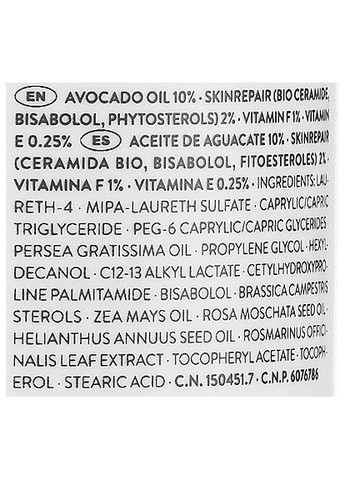 EN AVOCADO OIL 10% · SKINREPAIR (BIO CERAMIDE,
BISABOLOL, PHYTOSTEROLS) 2% · VITAMIN F 1% · VITAMIN
E 0.25% ES ACEITE DE AGUACATE 10% · SKINREPAIR
(CERAMIDA BIO, BISABOLOL, FITOESTEROLES) 2% ·
VITAMINA F 1% · VITAMINA E 0.25% · INGREDIENTS: LAU-
RETH-4 · MIPA-LAURETH SULFATE · CAPRYLIC/CAPRIC
TRIGLYCERIDE · PEG-6 CAPRYLIC/CAPRIC GLYCERIDES ·
PERSEA GRATISSIMA OIL · PROPYLENE GLYCOL · HEXYL-
DECANOL · C12-13 ALKYL LACTATE · CETYLHYDROXYPRO-
LINE PALMITAMIDE · BISABOLOL · BRASSICA CAMPESTRIS
STEROLS · ZEA MAYS OIL · ROSA MOSCHATA SEED OIL ·
HELIANTHUS ANNUUS SEED OIL · ROSMARINUS OFFICI-
NALIS LEAF EXTRACT · TOCOPHERYL ACETATE · TOCOPH-
EROL · STEARIC ACID · C.N. 150451.7 · C.N.P. 6076786